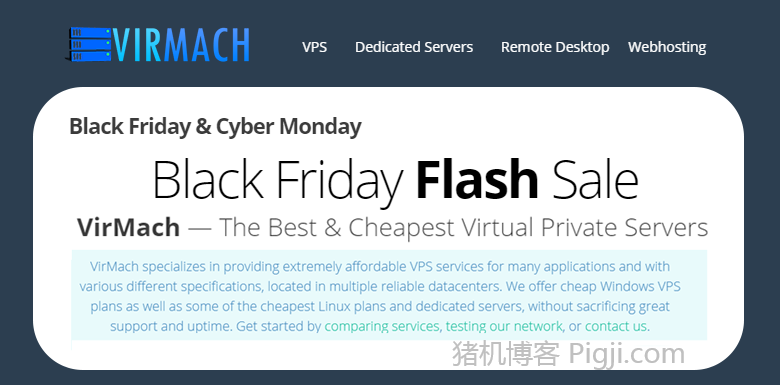 VIRMACH
VPS Dedicated Servers Remote Desktop Webhosting
Black Friday & Cyber Monday
Black Friday Flash Sale
VirMach — The Best & Cheapest Virtual Private Servers
VirMach specializes in providing extremely affordable VPS services for many applications and with
various different specifications, located in multiple reliable datacenters. We offer cheap Windows VPS
plans as well as some of the cheapest Linux plans and dedicated servers, without sacrificing great
support and uptime. Get started by comparing services, testing our network, or contact us.
猪机博客 Pigji.com